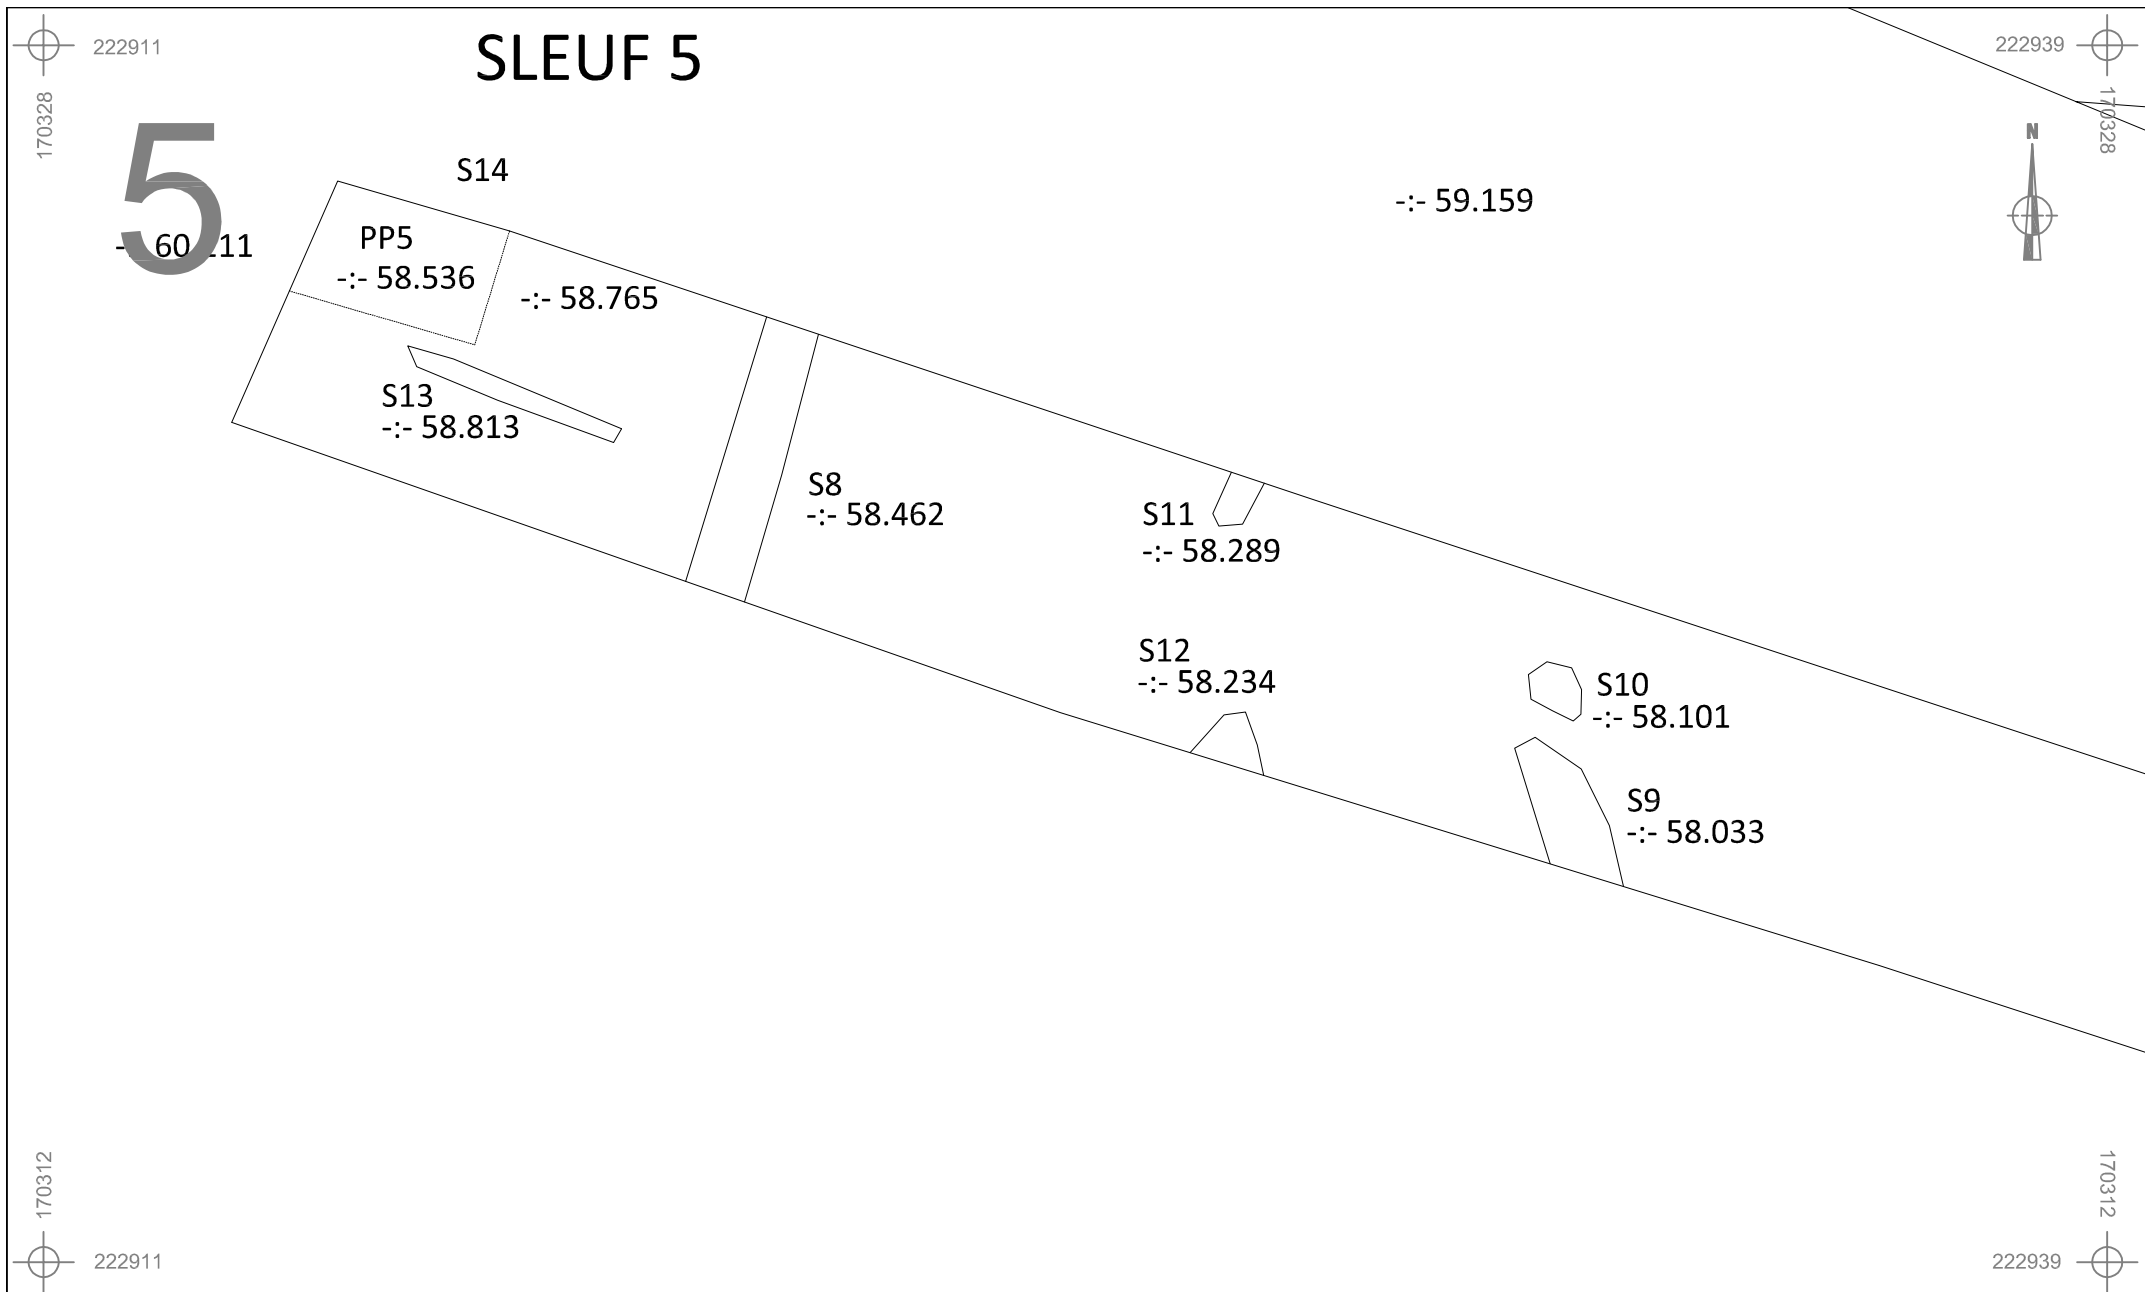 SLEUF 5
222911
222939
170328
170328
5
N
S14
-:- 59.159
PP5
-:- 58.536
-:- 58.765
S13
-:- 58.813
S8
-:- 58.462
S11
-:- 58.289
S12
-:- 58.234
S10
-:- 58.101
S9
-:- 58.033
170312
170312
222911
222939